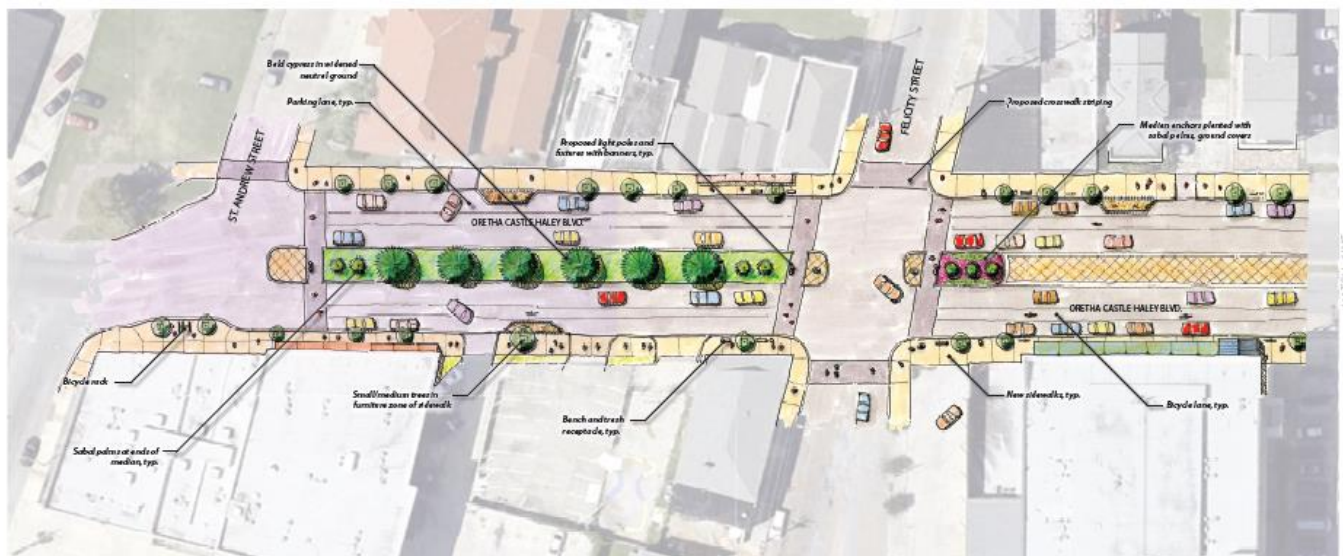 Bald cypress in widened
neutral ground
Parking lane, typ.
ST. ANDREW STREET
Proposed light poles and
fixtures with banners, typ.
FELICITY STREET
Proposed crosswalk striping
Median anchors planted with
sabal palms, ground covers
ORETHA CASTLE HALEY BLVD.
ORETHA CASTLE HALEY BLVD.
Bicycle rack
Small/medium trees in
furniture zone of sidewalk
Sabal palms at ends of
median, typ.
Bench and trash
receptacle, typ.
New sidewalks, typ.
Bicycle lane, typ.